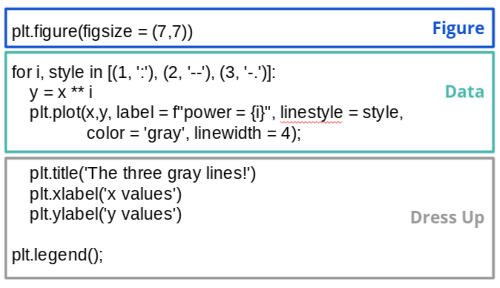 plt.figure(figsize = (7,7))
Figure
for i, style in [(1, ':'), (2, '--'), (3, '-.')]:
y = x ** i
Data
plt.plot(x,y, label = f"power = {i}", linestyle = style,
color = 'gray', linewidth = 4);
plt.title('The three gray lines!')
plt.xlabel('x values')
plt.ylabel('y values')
Dress Up
plt.legend();